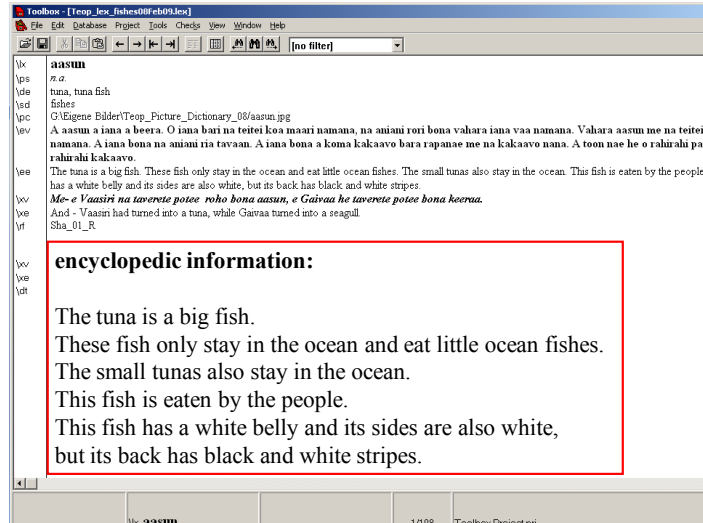 Toolbox - [Teop_lex_fishes08Feb09.lex]
File Edit Database Project Tools Checks View Window Help
[no filter]
\lx aasun
\ps n.a.
\de tuna, tuna fish
\sd fishes
\pc G:\Eigene Bilder\Teop_Picture_Dictionary_08/aasun.jpg
\ev A aasun a iana a beera. O iana bari na teitei koa maari namana, na aniani rori bona vahara iana vaa namana. Vahara aasun me na teitei
namana. A iana bona na aniani ria tavaan. A iana bona a koma kakaavo bara rapanae me na kakaavo nana. A toon nae he o rahirahi pa
rahirahi kakaavo.
\ee The tuna is a big fish. These fish only stay in the ocean and eat little ocean fishes. The small tunas also stay in the ocean. This fish is eaten by the people
has a white belly and its sides are also white, but its back has black and white stripes.
\xv Me- e Vaasiri na taverete potee roho bona aasun, e Gaivaa he taverete potee bona keeraa.
\xe And - Vaasiri had turned into a tuna, while Gaivaa turned into a seagull.
\rf Sha_01_R
\xv
\xe
\dt
encyclopedic information:
The tuna is a big fish.
These fish only stay in the ocean and eat little ocean fishes.
The small tunas also stay in the ocean.
This fish is eaten by the people.
This fish has a white belly and its sides are also white,
but its back has black and white stripes.
\lx aasun 1/108